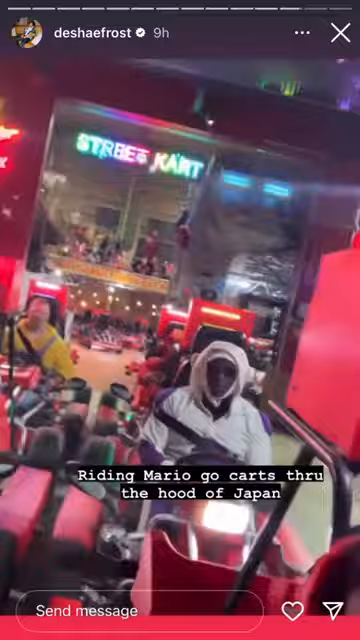 deshaefrost 9h
STREET KART
Riding Mario go carts thru
the hood of Japan
Send message